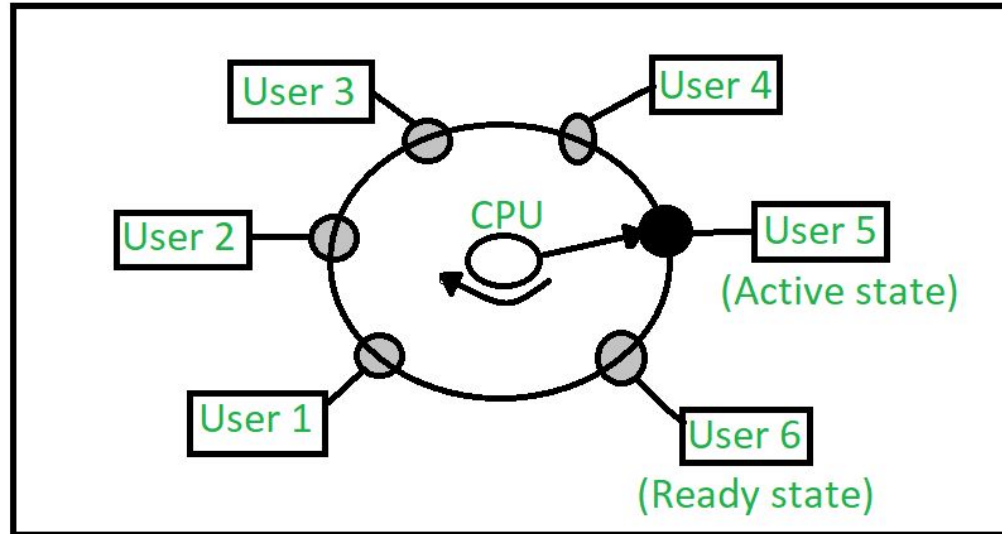 User 3
User 4
User 2
CPU
User 5
(Active state)
User 1
User 6
(Ready state)